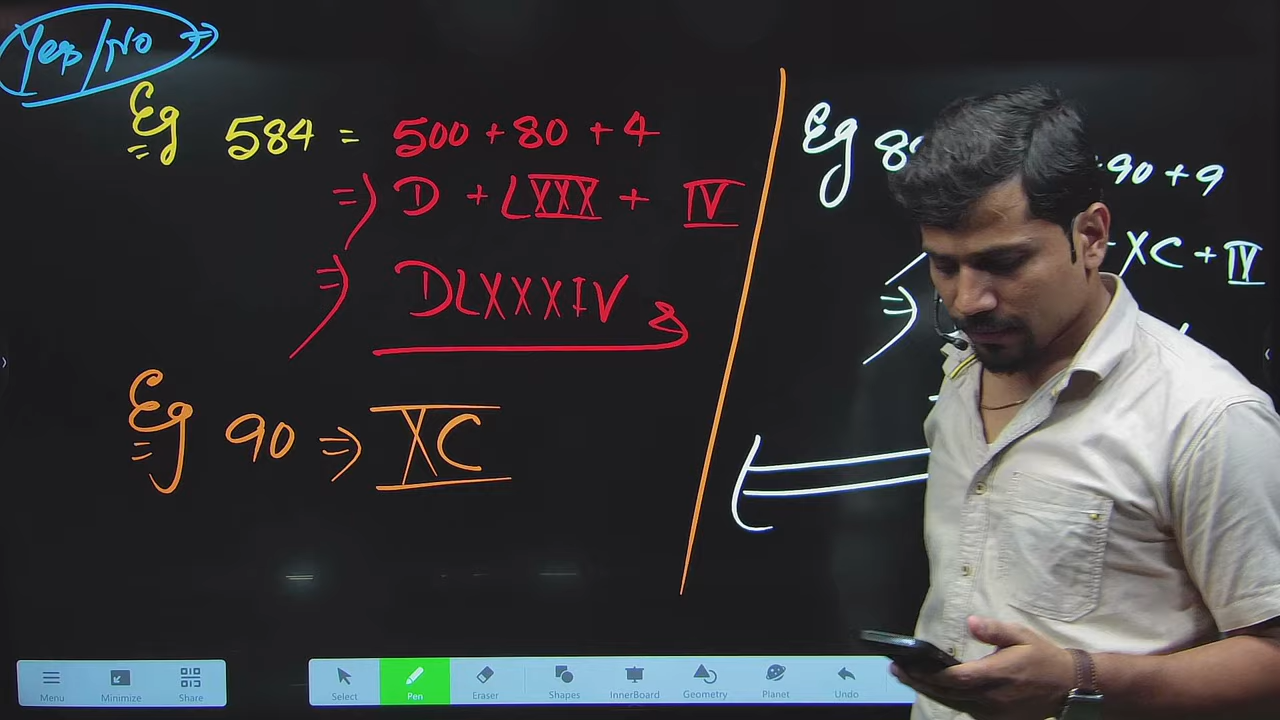 Yes/No ⇒
Eg 584 = 500 + 80 + 4
⇒ D + LXXX + IV
⇒ DLXXXIV
Eg 90 ⇒ XC
Eg 8
90 + 9
XC + IX
⇒
Menu Minimize Share Select Pen Eraser Shapes InnerBoard Geometry Planet Undo